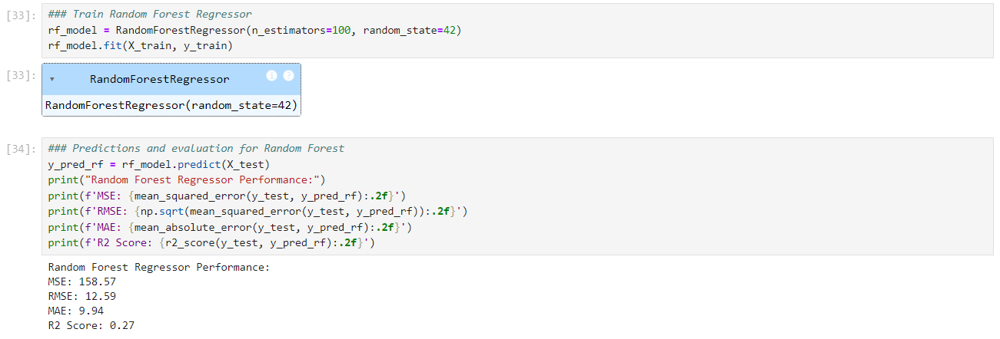 [33]: ### Train Random Forest Regressor
rf_model = RandomForestRegressor(n_estimators=100, random_state=42)
rf_model.fit(X_train, y_train)
[33]: ▾ RandomForestRegressor i ?
RandomForestRegressor(random_state=42)
[34]: ### Predictions and evaluation for Random Forest
y_pred_rf = rf_model.predict(X_test)
print("Random Forest Regressor Performance:")
print(f'MSE: {mean_squared_error(y_test, y_pred_rf):.2f}')
print(f'RMSE: {np.sqrt(mean_squared_error(y_test, y_pred_rf)):.2f}')
print(f'MAE: {mean_absolute_error(y_test, y_pred_rf):.2f}')
print(f'R2 Score: {r2_score(y_test, y_pred_rf):.2f}')
Random Forest Regressor Performance:
MSE: 158.57
RMSE: 12.59
MAE: 9.94
R2 Score: 0.27